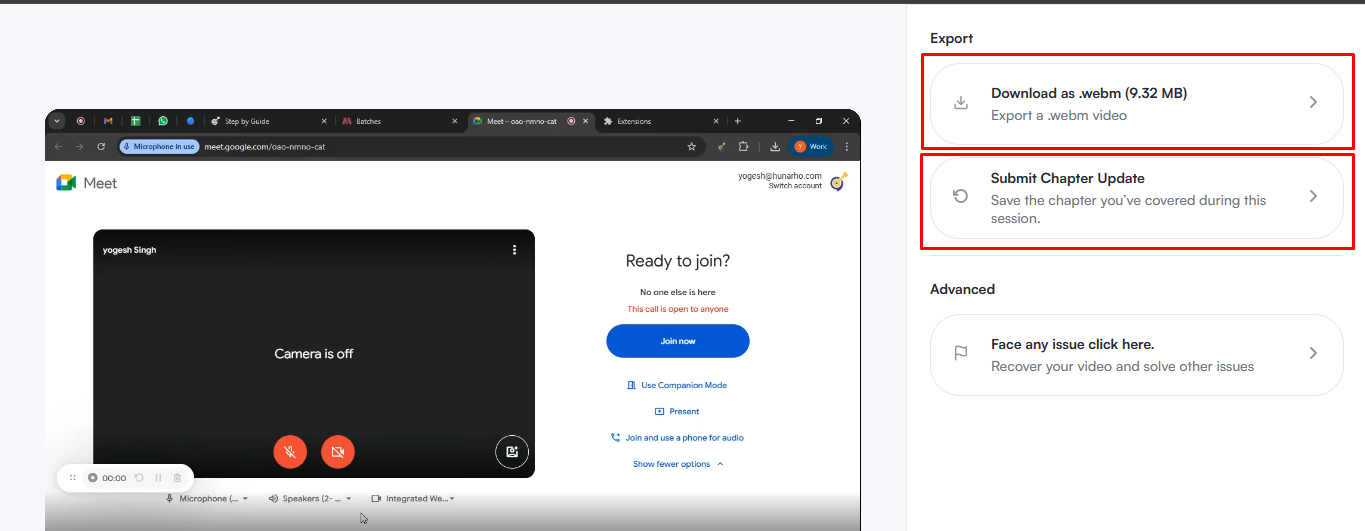 Export
Download as .webm (9.32 MB)
Export a .webm video
Submit Chapter Update
Save the chapter you've covered during this
session.
Advanced
Face any issue click here.
Recover your video and solve other issues
Step by Guide
Batches
Meet – oao-nmno-cat
Extensions
Microphone in use
meet.google.com/oao-nmno-cat
Y
Work
Meet
yogesh@hunarho.com
Switch account
yogesh Singh
Camera is off
Ready to join?
No one else is here
This call is open to anyone
Join now
Use Companion Mode
Present
Join and use a phone for audio
Show fewer options
00:00
Microphone (...
Speakers (2- ...
Integrated We...